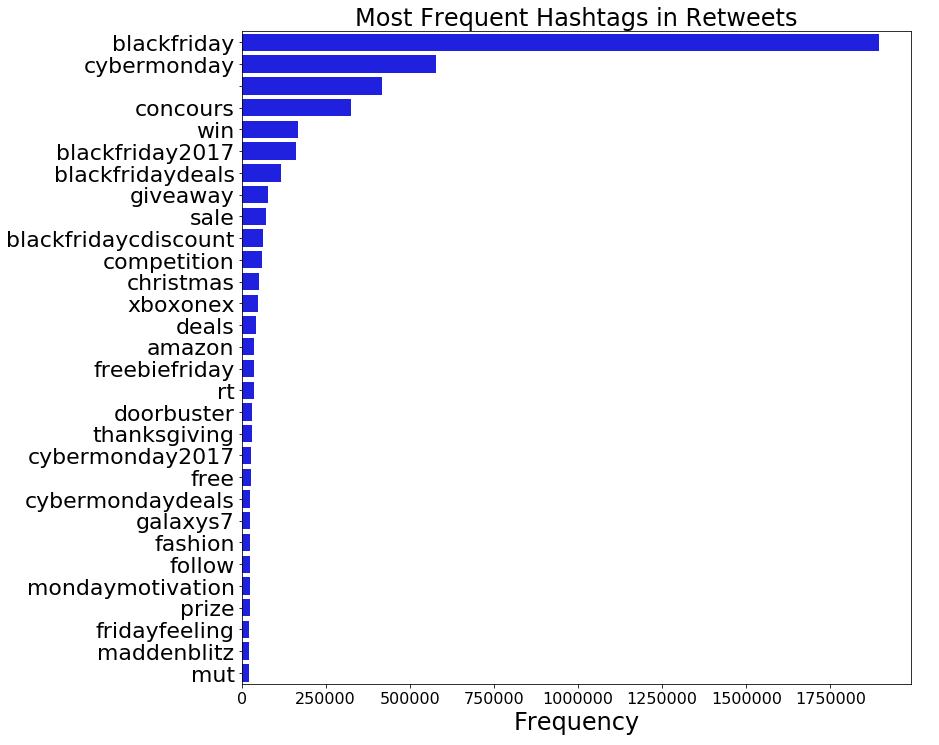 Most Frequent Hashtags in Retweets
blackfriday
cybermonday
concours
win
blackfriday2017
blackfridaydeals
giveaway
sale
blackfridaycdiscount
competition
christmas
xboxonex
deals
amazon
freebiefriday
rt
doorbuster
thanksgiving
cybermonday2017
free
cybermondaydeals
galaxys7
fashion
follow
mondaymotivation
prize
fridayfeeling
maddenblitz
mut
0 250000 500000 750000 1000000 1250000 1500000 1750000
Frequency